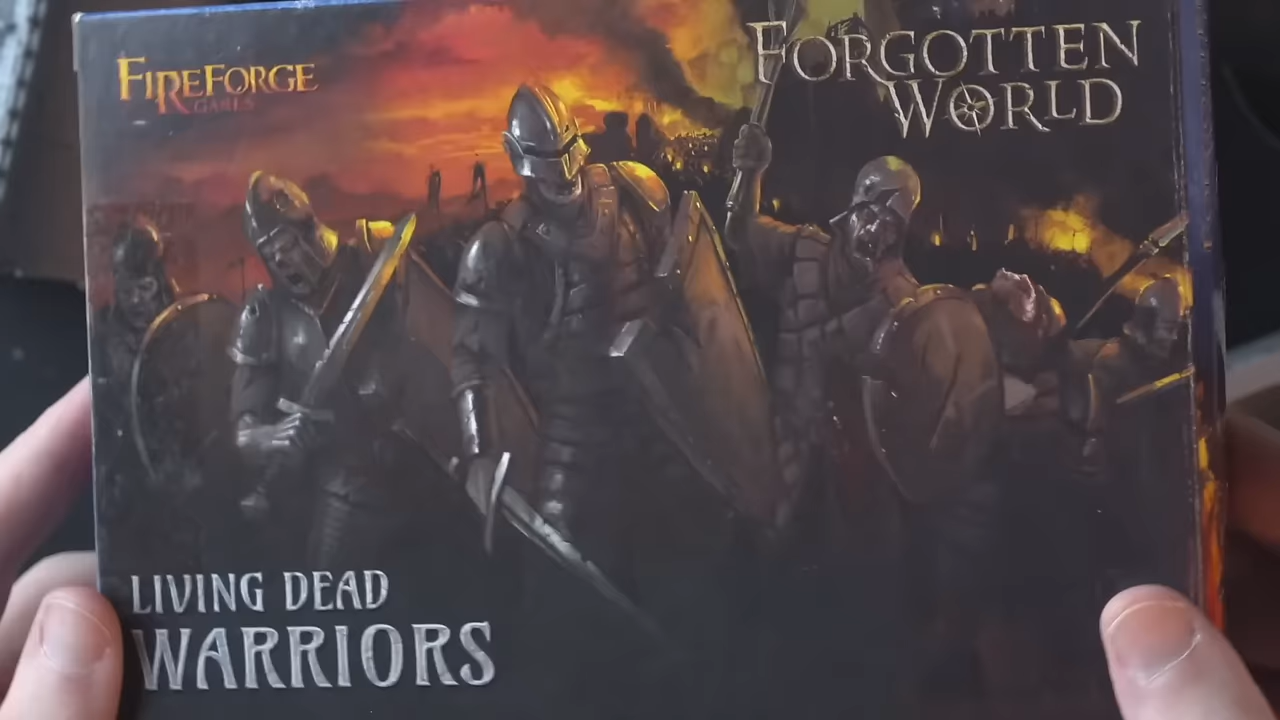 FIREFORGE
GAMES
FORGOTTEN
WORLD
LIVING DEAD
WARRIORS